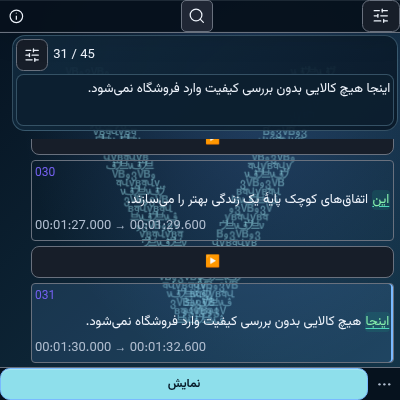 31 / 45
اینجا هیچ کالایی بدون بررسی کیفیت وارد فروشگاه نمی‌شود.
030
این اتفاق‌های کوچک پایهٔ یک زندگی بهتر را می‌سازند.
00:01:27.000 → 00:01:29.600
031
اینجا هیچ کالایی بدون بررسی کیفیت وارد فروشگاه نمی‌شود.
00:01:30.000 → 00:01:32.600
نمایش